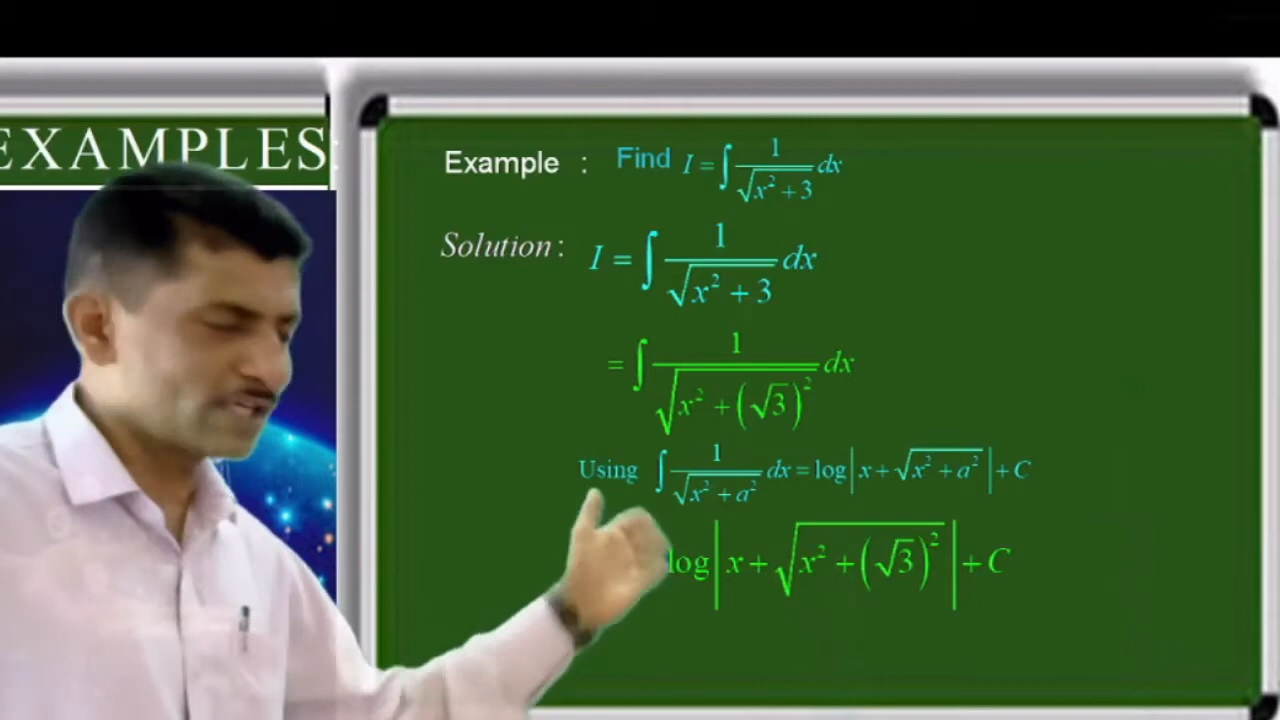 EXAMPLES
Example : Find I = ∫ 1/√(x² + 3) dx
Solution : I = ∫ 1/√(x² + 3) dx
= ∫ 1/√(x² + (√3)²) dx
Using ∫ 1/√(x² + a²) dx = log|x + √(x² + a²)| + C
log|x + √(x² + (√3)²)| + C